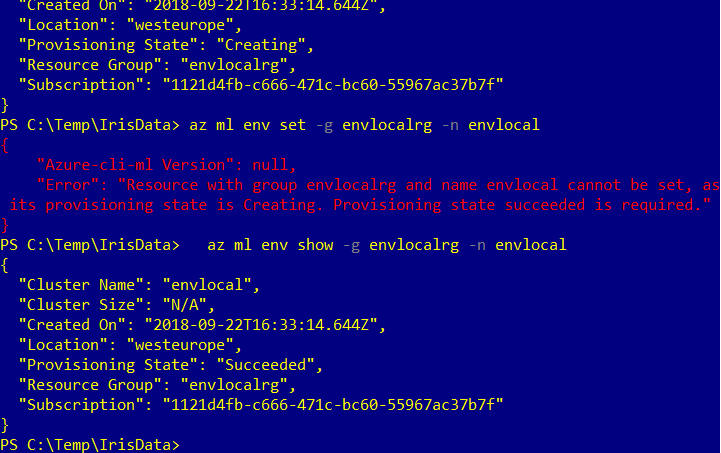 "Created On": "2018-09-22T16:33:14.644Z",
"Location": "westeurope",
"Provisioning State": "Creating",
"Resource Group": "envlocalrg",
"Subscription": "1121d4fb-c666-471c-bc60-55967ac37b7f"
}
PS C:\Temp\IrisData> az ml env set -g envlocalrg -n envlocal
{
"Azure-cli-ml Version": null,
"Error": "Resource with group envlocalrg and name envlocal cannot be set, as
its provisioning state is Creating. Provisioning state succeeded is required."
}
PS C:\Temp\IrisData>   az ml env show -g envlocalrg -n envlocal
{
"Cluster Name": "envlocal",
"Cluster Size": "N/A",
"Created On": "2018-09-22T16:33:14.644Z",
"Location": "westeurope",
"Provisioning State": "Succeeded",
"Resource Group": "envlocalrg",
"Subscription": "1121d4fb-c666-471c-bc60-55967ac37b7f"
}
PS C:\Temp\IrisData>